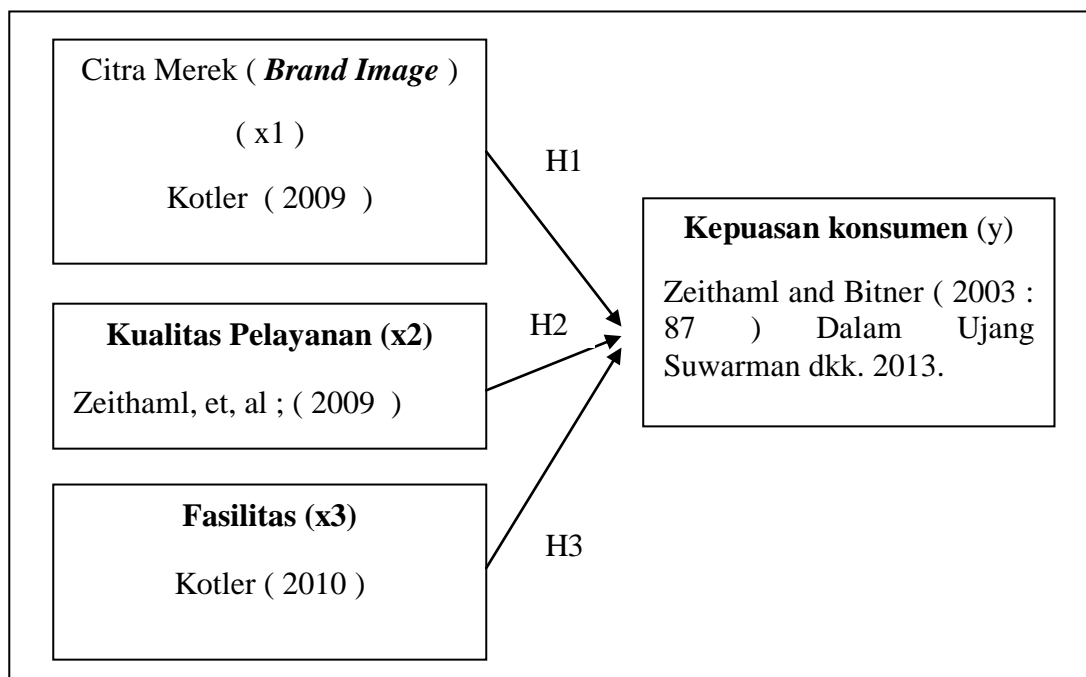 Citra Merek ( Brand Image )
( x1 )
Kotler ( 2009 )
H1
Kepuasan konsumen (y)
Zeithaml and Bitner ( 2003 :
87 ) Dalam Ujang
Suwarman dkk. 2013.
H2
Kualitas Pelayanan (x2)
Zeithaml, et, al ; ( 2009 )
Fasilitas (x3)
Kotler ( 2010 )
H3